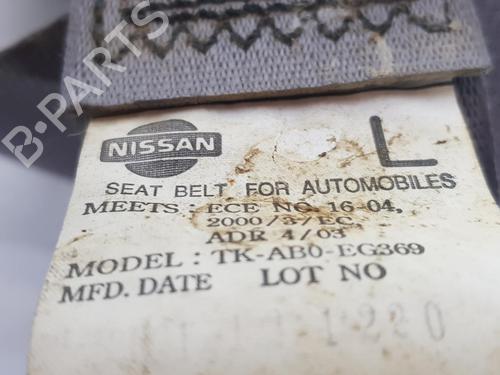 B-PARTS
NISSAN
L
SEAT BELT FOR AUTOMOBILES
MEETS : ECE NO. 16-04,
2000/3/EC
ADR 4/03
MODEL : TK-AB0-EG369
MFD. DATE LOT NO